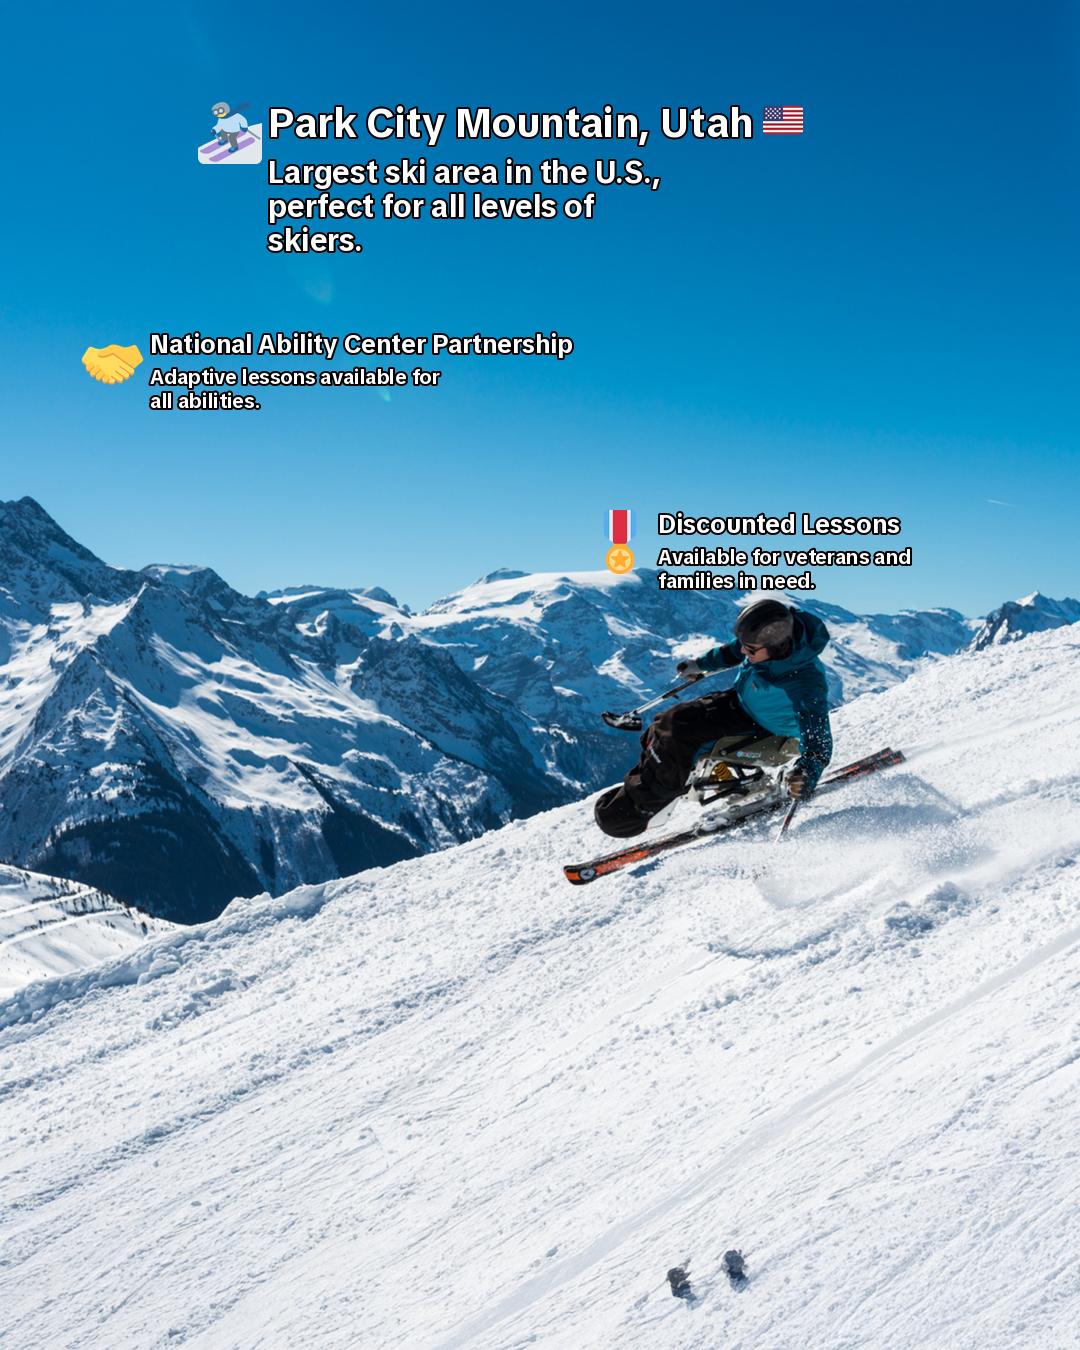 Park City Mountain, Utah
Largest ski area in the U.S.,
perfect for all levels of
skiers.
National Ability Center Partnership
Adaptive lessons available for
all abilities.
Discounted Lessons
Available for veterans and
families in need.